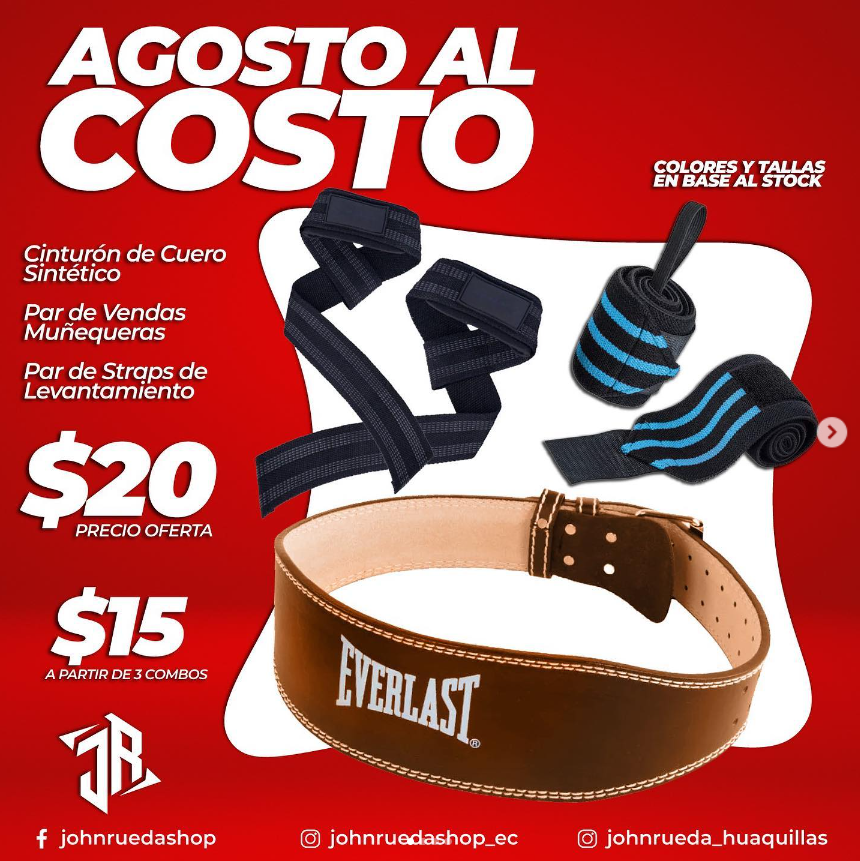 AGOSTO AL
COSTO
COLORES Y TALLAS
EN BASE AL STOCK
Cinturón de Cuero
Sintético
Par de Vendas
Muñequeras
Par de Straps de
Levantamiento
$20
PRECIO OFERTA
$15
A PARTIR DE 3 COMBOS
EVERLAST®
JR
johnruedashop
johnruedashop_ec
johnrueda_huaquillas